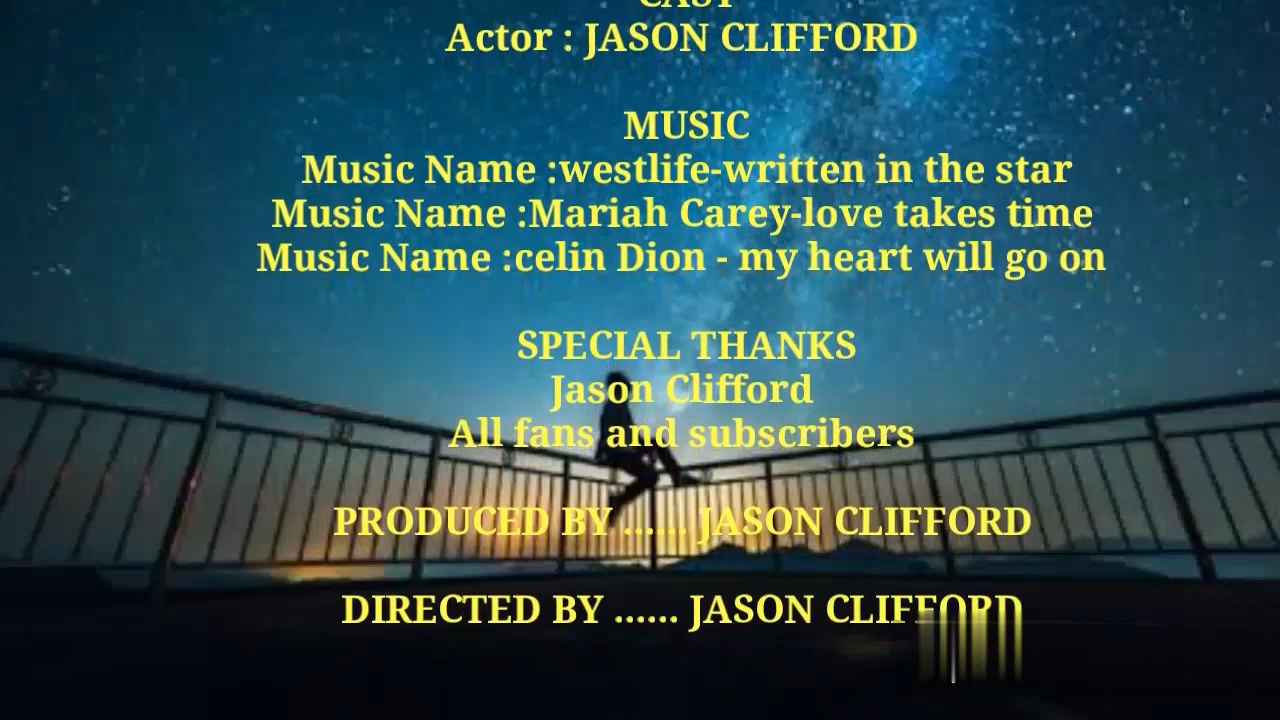 CAST
Actor : JASON CLIFFORD
MUSIC
Music Name :westlife-written in the star
Music Name :Mariah Carey-love takes time
Music Name :celin Dion - my heart will go on
SPECIAL THANKS
Jason Clifford
All fans and subscribers
PRODUCED BY ...... JASON CLIFFORD
DIRECTED BY ...... JASON CLIFFORD